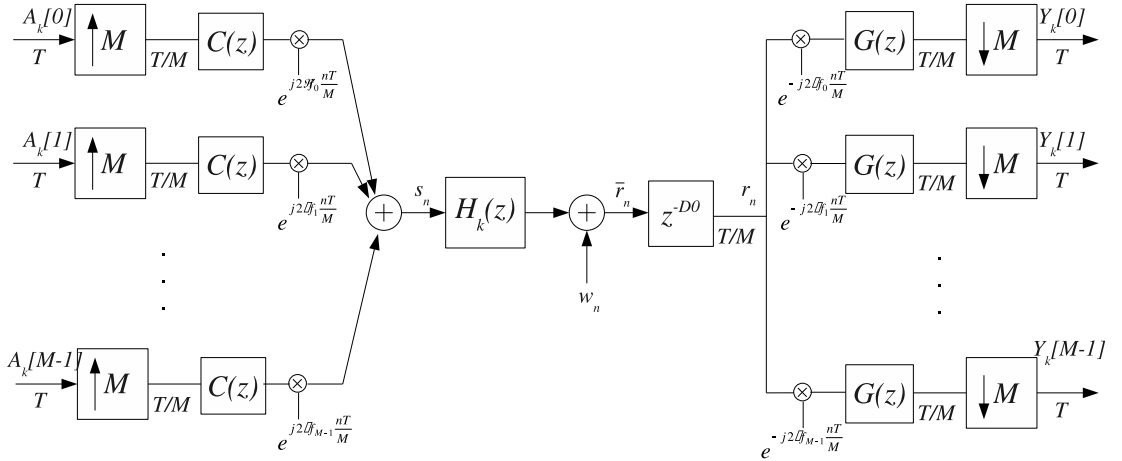 A_k[0] T ↑ M T/M C(z) ⊗ e^{j2πf_0 nT/M}
⊗ e^{-j2πf_0 nT/M} G(z) T/M ↓ M Y_k[0] T
A_k[1] T ↑ M T/M C(z) ⊗ e^{j2πf_1 nT/M}
⊗ e^{-j2πf_1 nT/M} G(z) T/M ↓ M Y_k[1] T
+ s_n H_k(z) + w_n r̄_n z^{-D0} r_n T/M
A_k[M-1] T ↑ M T/M C(z) ⊗ e^{j2πf_{M-1} nT/M}
⊗ e^{-j2πf_{M-1} nT/M} G(z) T/M ↓ M Y_k[M-1] T